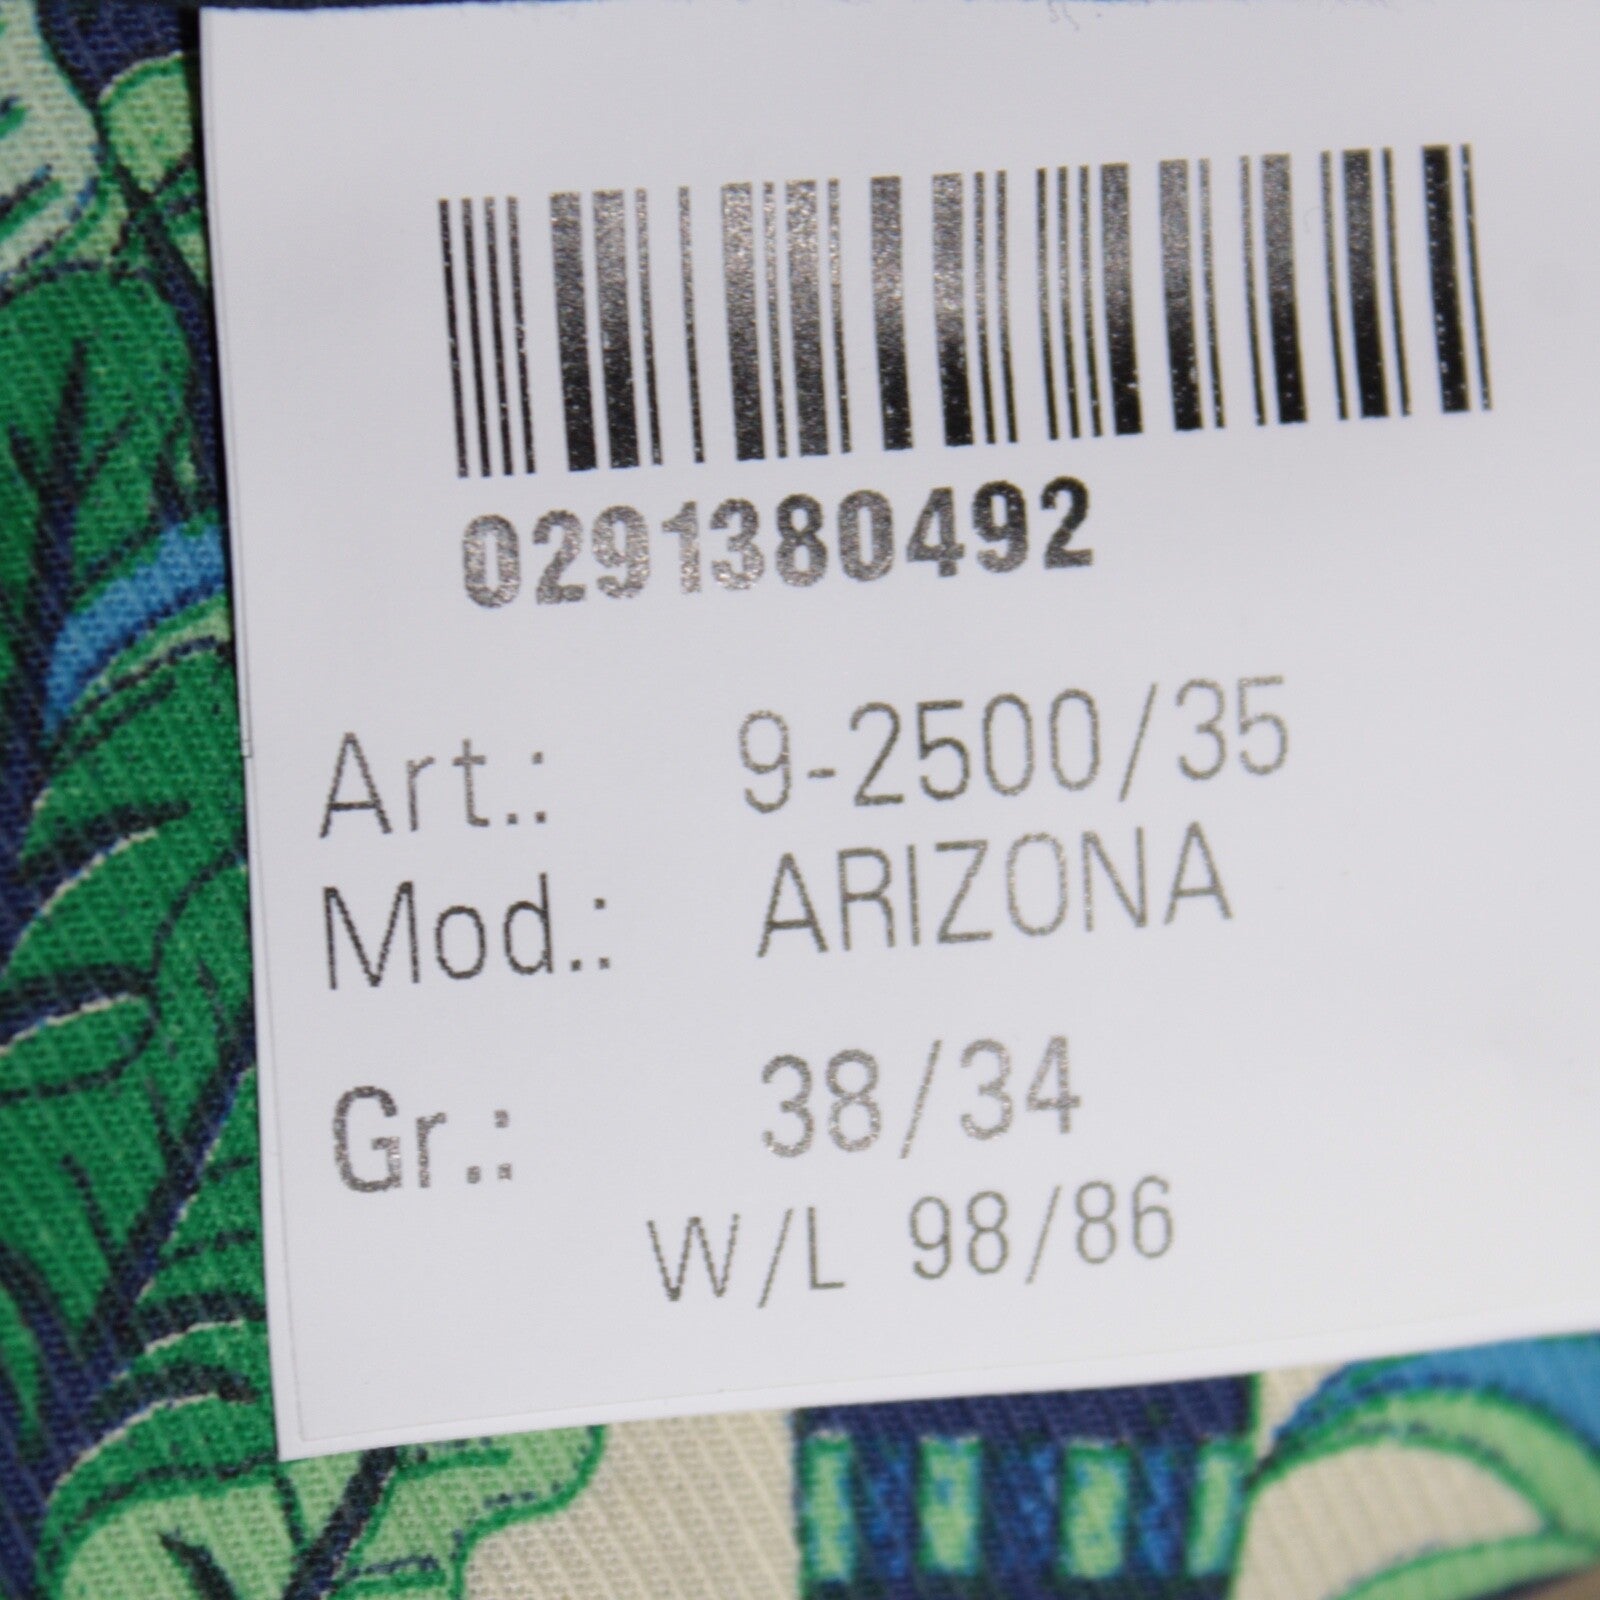 0291380492
Art.: 9-2500/35
Mod.: ARIZONA
Gr.: 38/34
W/L 98/86